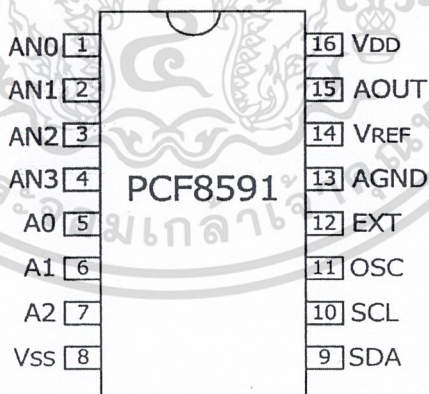 AN0 1 16 VDD
AN1 2 15 AOUT
AN2 3 14 VREF
AN3 4 13 AGND
PCF8591
A0 5 12 EXT
A1 6 11 OSC
A2 7 10 SCL
Vss 8 9 SDA